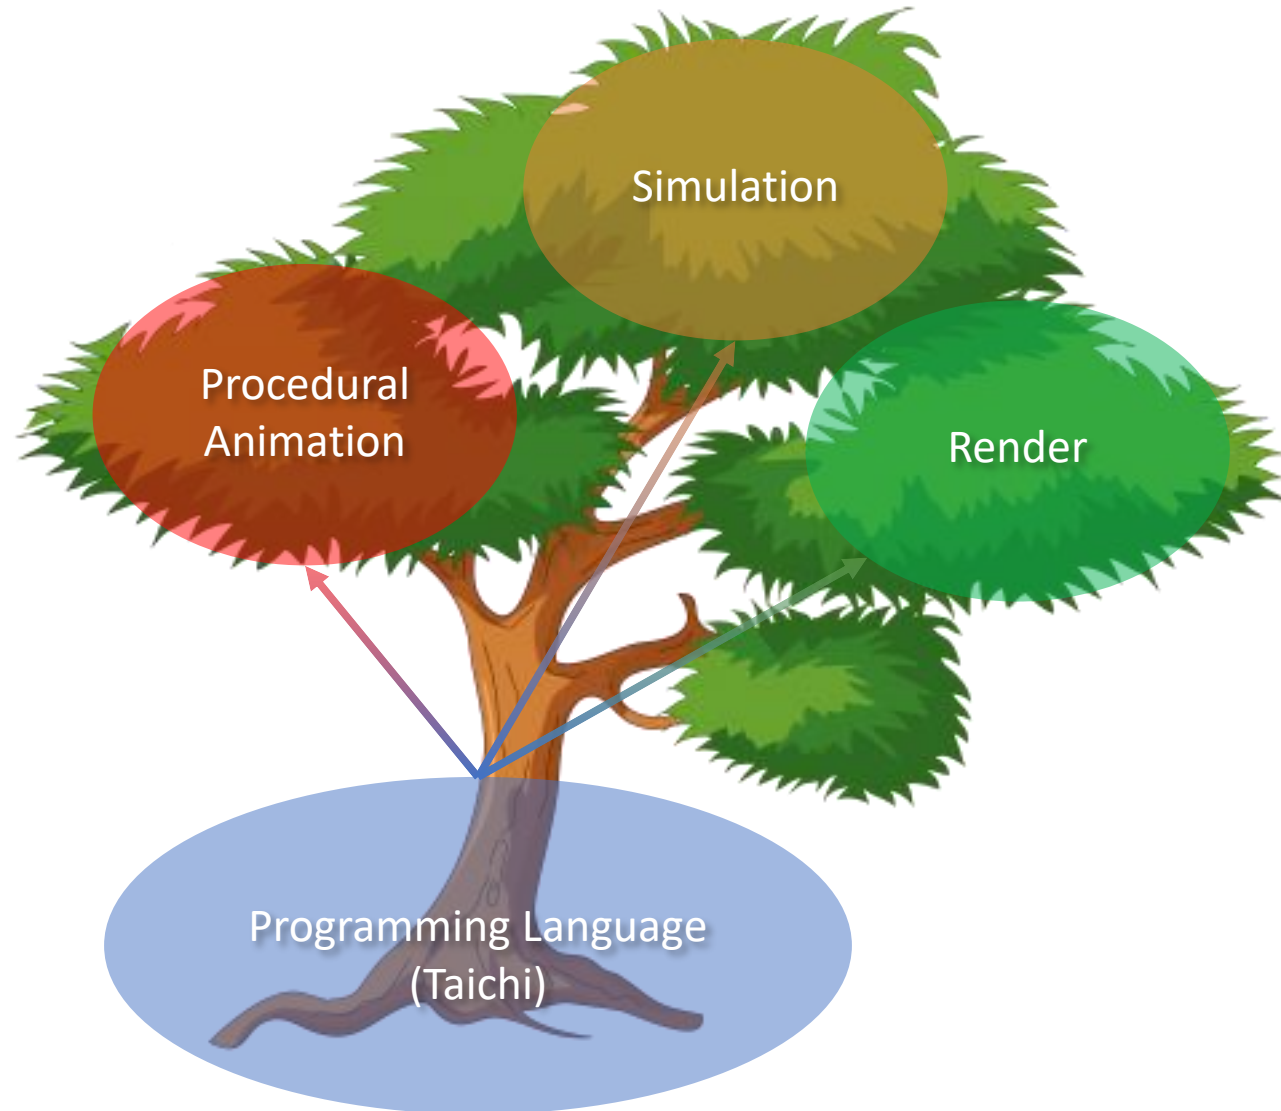 Simulation
Procedural
Animation
Render
Programming Language
(Taichi)